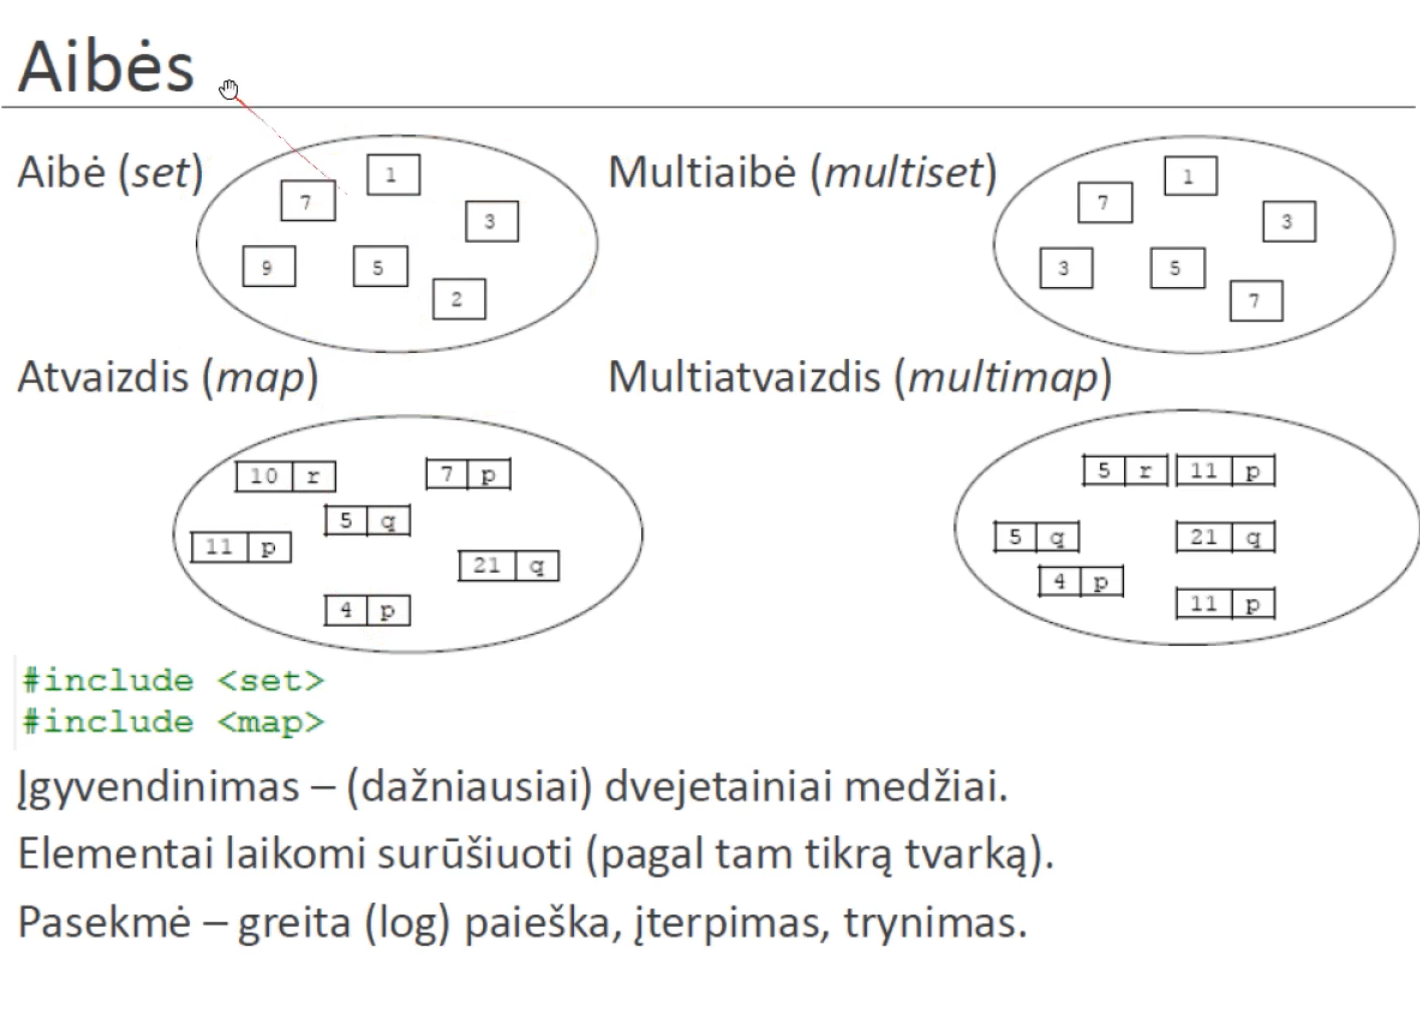 Aibės
Aibė (set)
1
7
3
9
5
2
Multiaibė (multiset)
1
7
3
3
5
7
Atvaizdis (map)
10 r
7 p
5 q
11 p
21 q
4 p
Multiatvaizdis (multimap)
5 r
11 p
5 q
21 q
4 p
11 p
#include <set>
#include <map>
Įgyvendinimas – (dažniausiai) dvejetainiai medžiai.
Elementai laikomi surūšiuoti (pagal tam tikrą tvarką).
Pasekmė – greita (log) paieška, įterpimas, trynimas.